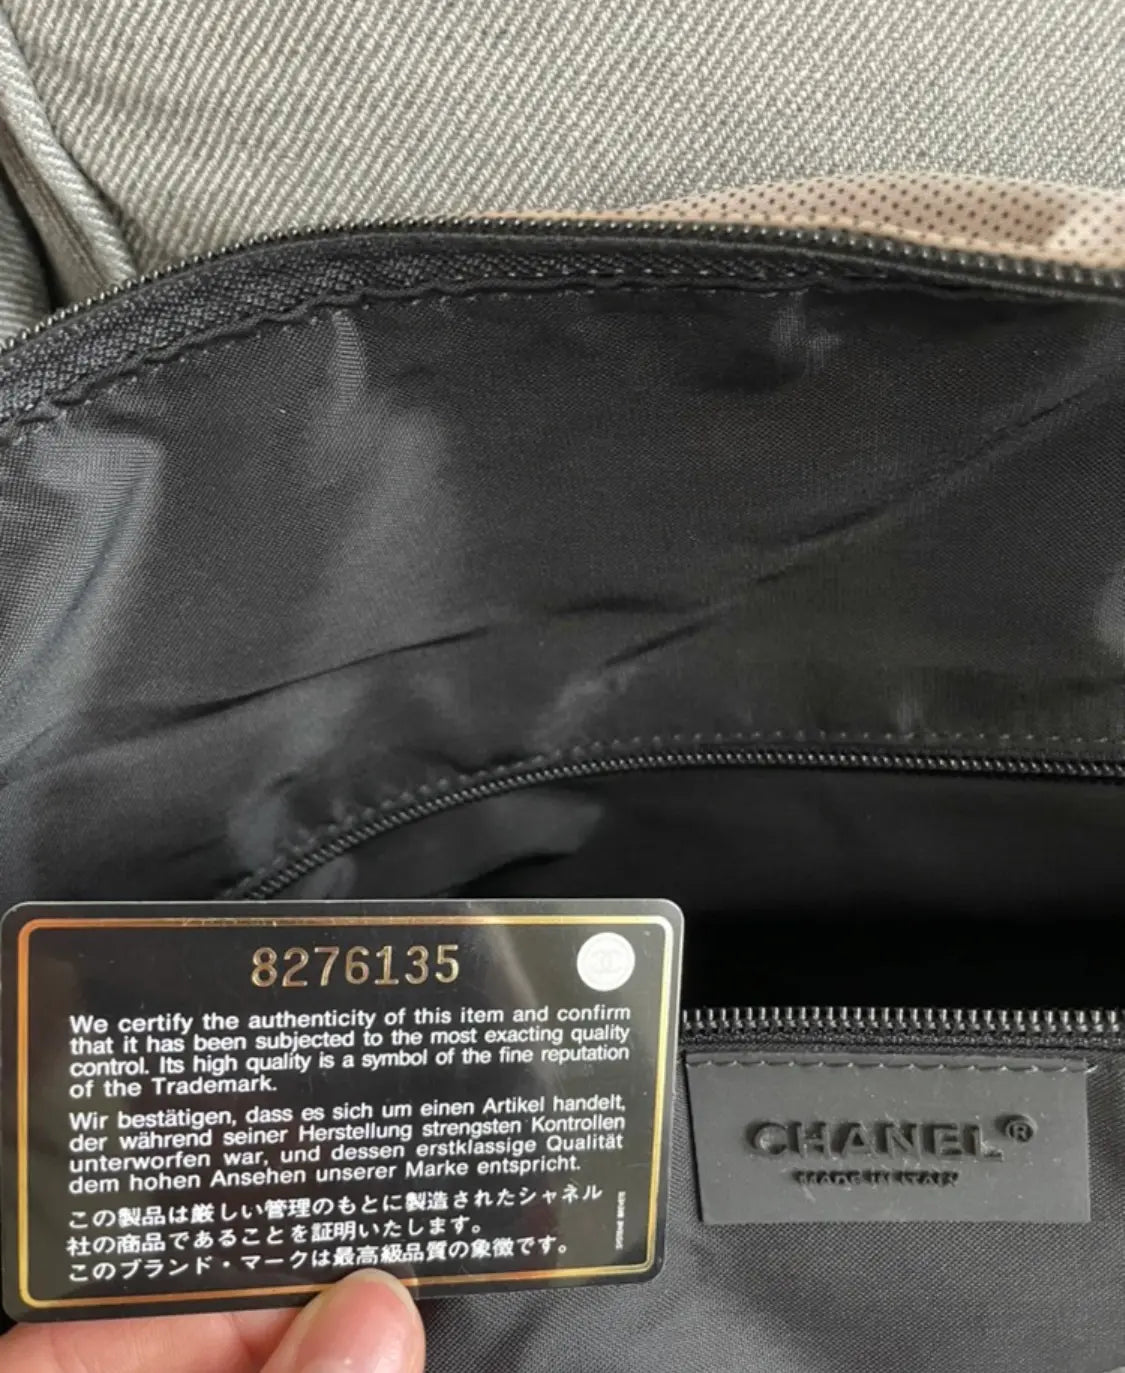 8276135
We certify the authenticity of this item and confirm
that it has been subjected to the most exacting quality
control. Its high quality is a symbol of the fine reputation
of the Trademark.
Wir bestätigen, dass es sich um einen Artikel handelt,
der während seiner Herstellung strengsten Kontrollen
unterworfen war, und dessen erstklassige Qualität
dem hohen Ansehen unserer Marke entspricht.
この製品は厳しい管理のもとに製造されたシャネル
社の商品であることを証明いたします。
このブランド・マークは最高級品質の象徴です。
CHANEL®
MADE IN ITALY